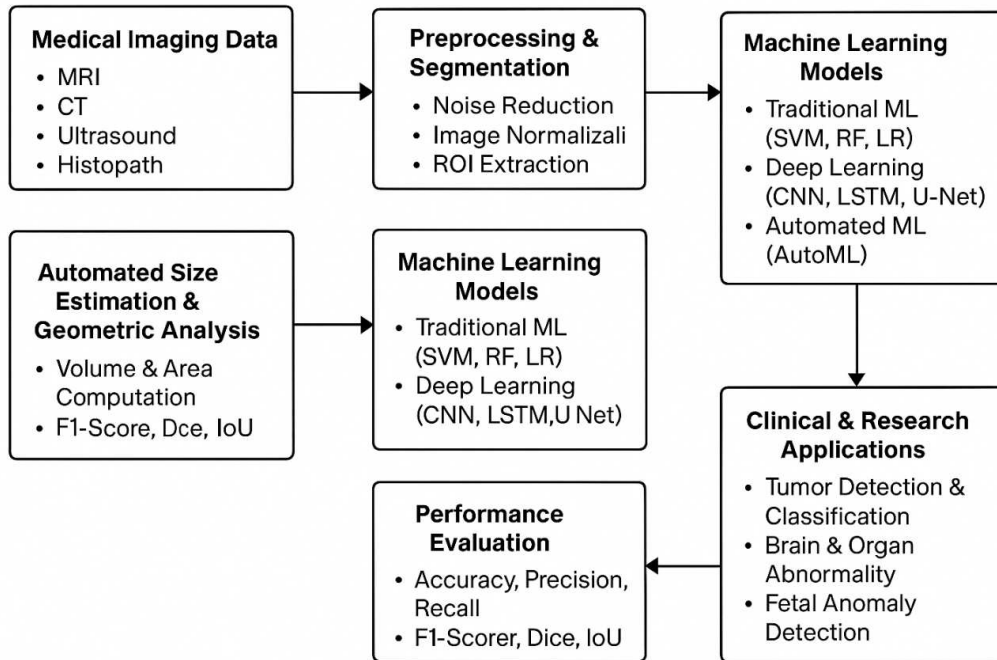 Medical Imaging Data
• MRI
• CT
• Ultrasound
• Histopath
Preprocessing &
Segmentation
• Noise Reduction
• Image Normalizali
• ROI Extraction
Machine Learning
Models
• Traditional ML
(SVM, RF, LR)
• Deep Learning
(CNN, LSTM, U-Net)
• Automated ML
(AutoML)
Automated Size
Estimation &
Geometric Analysis
• Volume & Area
Computation
• F1-Score, Dce, IoU
Machine Learning
Models
• Traditional ML
(SVM, RF, LR)
• Deep Learning
(CNN, LSTM,U Net)
Clinical & Research
Applications
• Tumor Detection &
Classification
• Brain & Organ
Abnormality
• Fetal Anomaly
Detection
Performance
Evaluation
• Accuracy, Precision,
Recall
• F1-Scorer, Dice, IoU